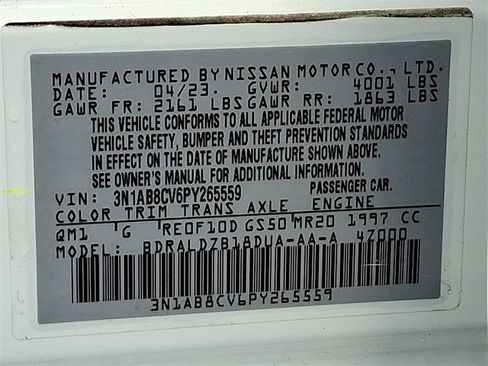 MANUFACTURED BY NISSAN MOTOR CO., LTD.
DATE: 04/23. GVWR: 4001 LBS
GAWR FR: 2161 LBS GAWR RR: 1863 LBS
THIS VEHICLE CONFORMS TO ALL APPLICABLE FEDERAL MOTOR
VEHICLE SAFETY, BUMPER AND THEFT PREVENTION STANDARDS
IN EFFECT ON THE DATE OF MANUFACTURE SHOWN ABOVE.
SEE OWNER'S MANUAL FOR ADDITIONAL INFORMATION.
VIN: 3N1AB8CV6PY265559 PASSENGER CAR.
COLOR TRIM TRANS AXLE ENGINE
QM1 G RE0F10D GS50 MR20 1997 CC
MODEL: BDRALDZB18DUA-AA-A 47000
3N1AB8CV6PY265559